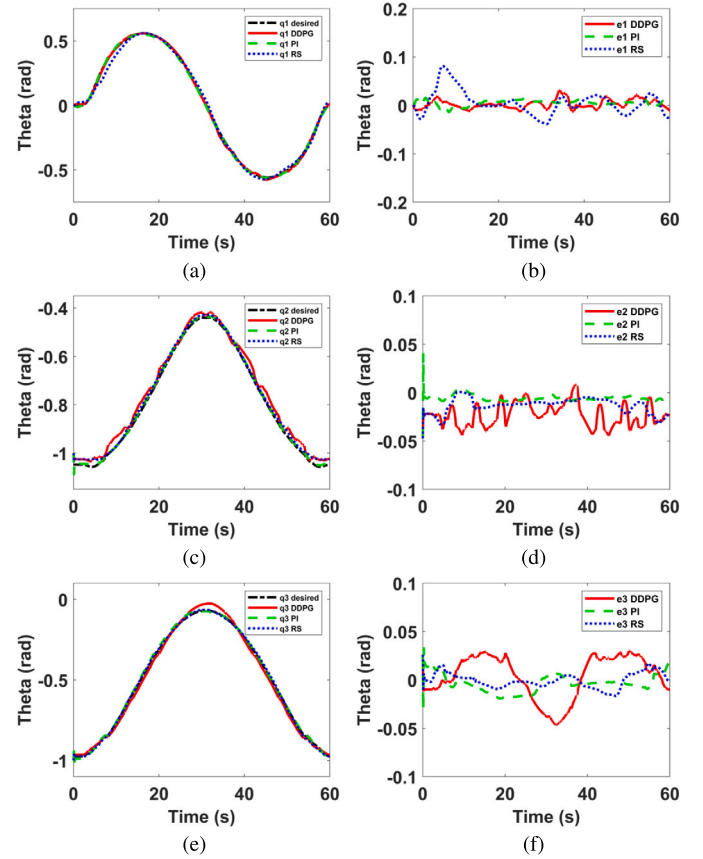 q1 desired
q1 DDPG
q1 PI
q1 RS
0.5
0
-0.5
0
20
40
60
Theta (rad)
Time (s)
(a)
e1 DDPG
e1 PI
e1 RS
0.2
0.1
0
-0.1
-0.2
0
20
40
60
Theta (rad)
Time (s)
(b)
q2 desired
q2 DDPG
q2 PI
q2 RS
-0.4
-0.6
-0.8
-1
0
20
40
60
Theta (rad)
Time (s)
(c)
e2 DDPG
e2 PI
e2 RS
0.1
0.05
0
-0.05
-0.1
0
20
40
60
Theta (rad)
Time (s)
(d)
q3 desired
q3 DDPG
q3 PI
q3 RS
0
-0.5
-1
0
20
40
60
Theta (rad)
Time (s)
(e)
e3 DDPG
e3 PI
e3 RS
0.1
0.05
0
-0.05
-0.1
0
20
40
60
Theta (rad)
Time (s)
(f)